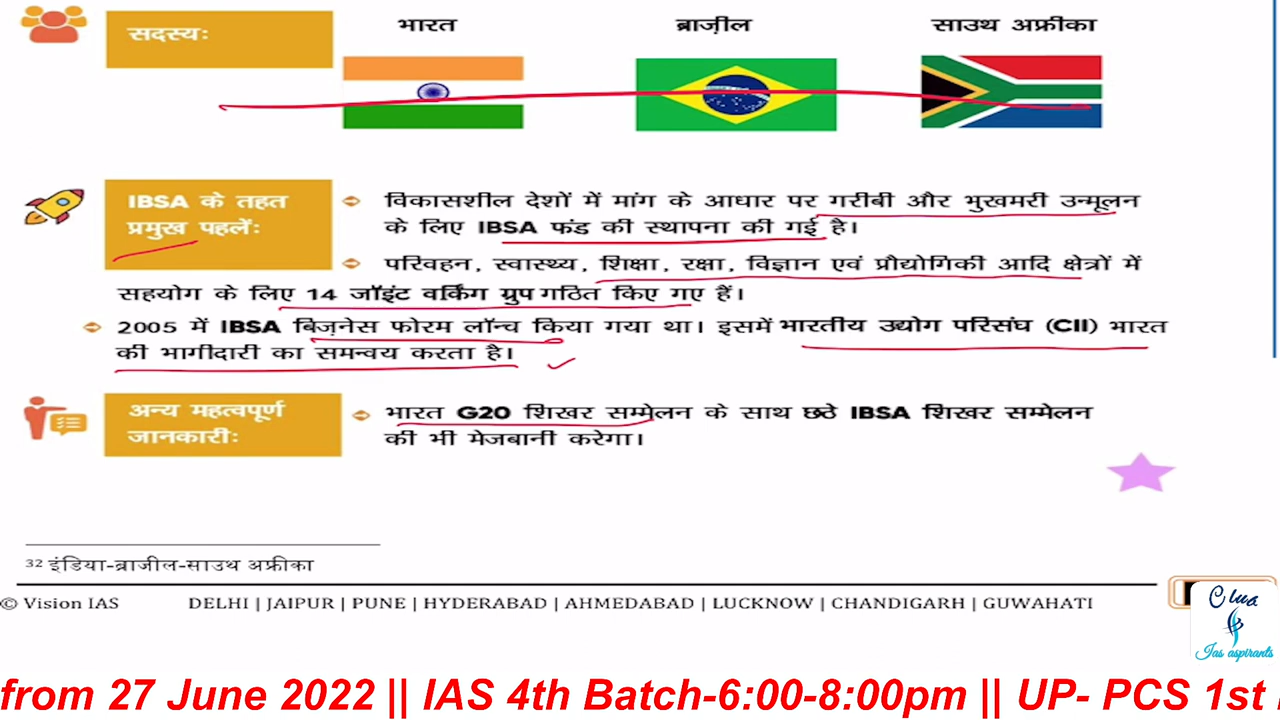 सदस्यः
भारत
ब्राज़ील
साउथ अफ्रीका
IBSA के तहत
प्रमुख पहलें:
विकासशील देशों में मांग के आधार पर गरीबी और भुखमरी उन्मूलन
के लिए IBSA फंड की स्थापना की गई है।
परिवहन, स्वास्थ्य, शिक्षा, रक्षा, विज्ञान एवं प्रौद्योगिकी आदि क्षेत्रों में
सहयोग के लिए 14 जॉइंट वर्किंग ग्रुप गठित किए गए हैं।
2005 में IBSA बिज़नेस फोरम लॉन्च किया गया था। इसमें भारतीय उद्योग परिसंघ (CII) भारत
की भागीदारी का समन्वय करता है।
अन्य महत्वपूर्ण
जानकारी:
भारत G20 शिखर सम्मेलन के साथ छठे IBSA शिखर सम्मेलन
की भी मेजबानी करेगा।
32 इंडिया-ब्राजील-साउथ अफ्रीका
© Vision IAS
DELHI | JAIPUR | PUNE | HYDERABAD | AHMEDABAD | LUCKNOW | CHANDIGARH | GUWAHATI
Ias aspirants
from 27 June 2022 || IAS 4th Batch-6:00-8:00pm || UP- PCS 1st